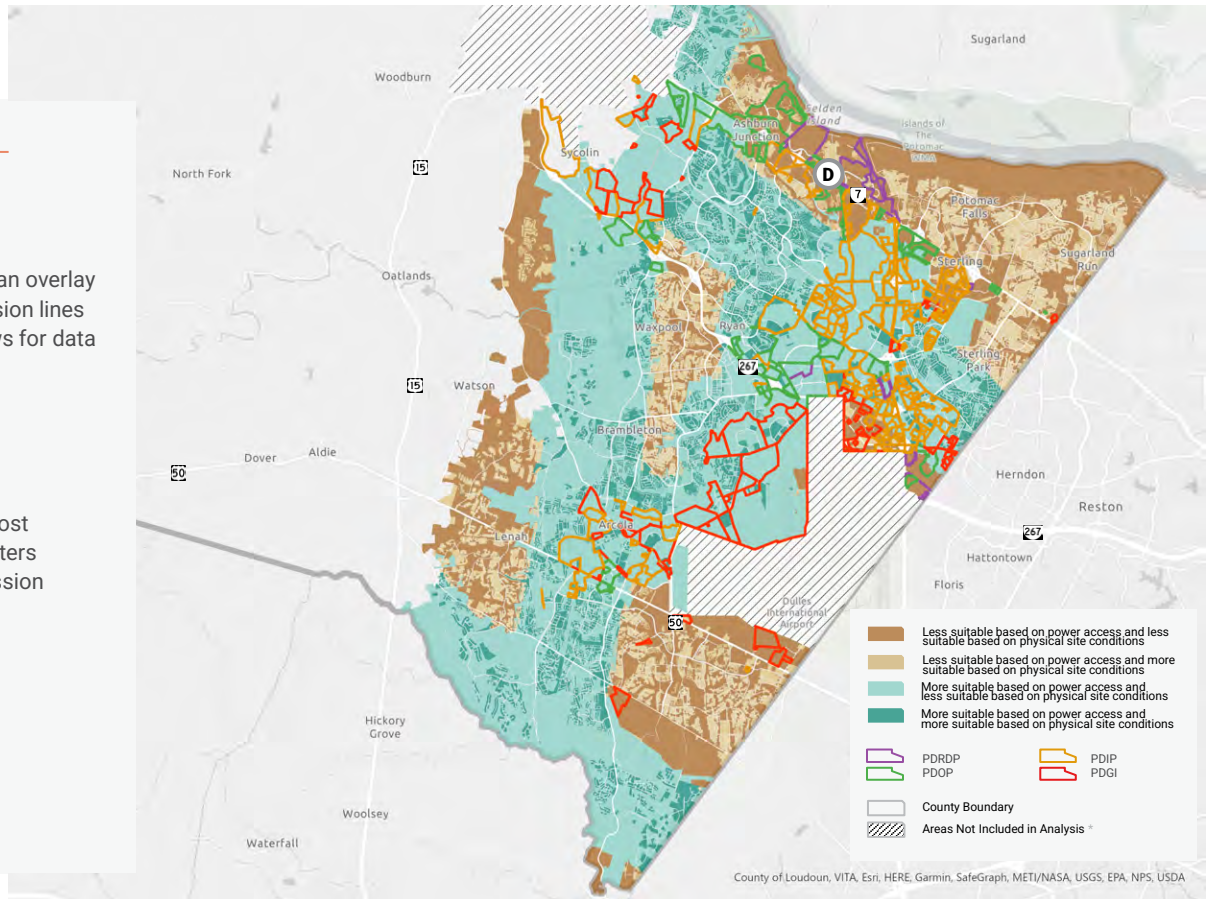 an overlay
sion lines
ws for data
ost
ters
ssion
Sugarland
Woodburn
Selden
Island
Ashburn
Junction
Islands of
The
Potomac
WMA
Sycolin
15
North Fork
D
7
Potomac
Falls
Sugarland
Run
Sterling
Oatlands
Waxpool
Ryan
Sterling
Park
267
15
Watson
Brambleton
50
Dover
Aldie
Herndon
Reston
Arcola
Lenah
267
Hattontown
Floris
Dulles
International
Airport
50
Hickory
Grove
Woolsey
Waterfall
Less suitable based on power access and less
suitable based on physical site conditions
Less suitable based on power access and more
suitable based on physical site conditions
More suitable based on power access and
less suitable based on physical site conditions
More suitable based on power access and
more suitable based on physical site conditions
PDRDP
PDIP
PDOP
PDGI
County Boundary
Areas Not Included in Analysis *
County of Loudoun, VITA, Esri, HERE, Garmin, SafeGraph, METI/NASA, USGS, EPA, NPS, USDA